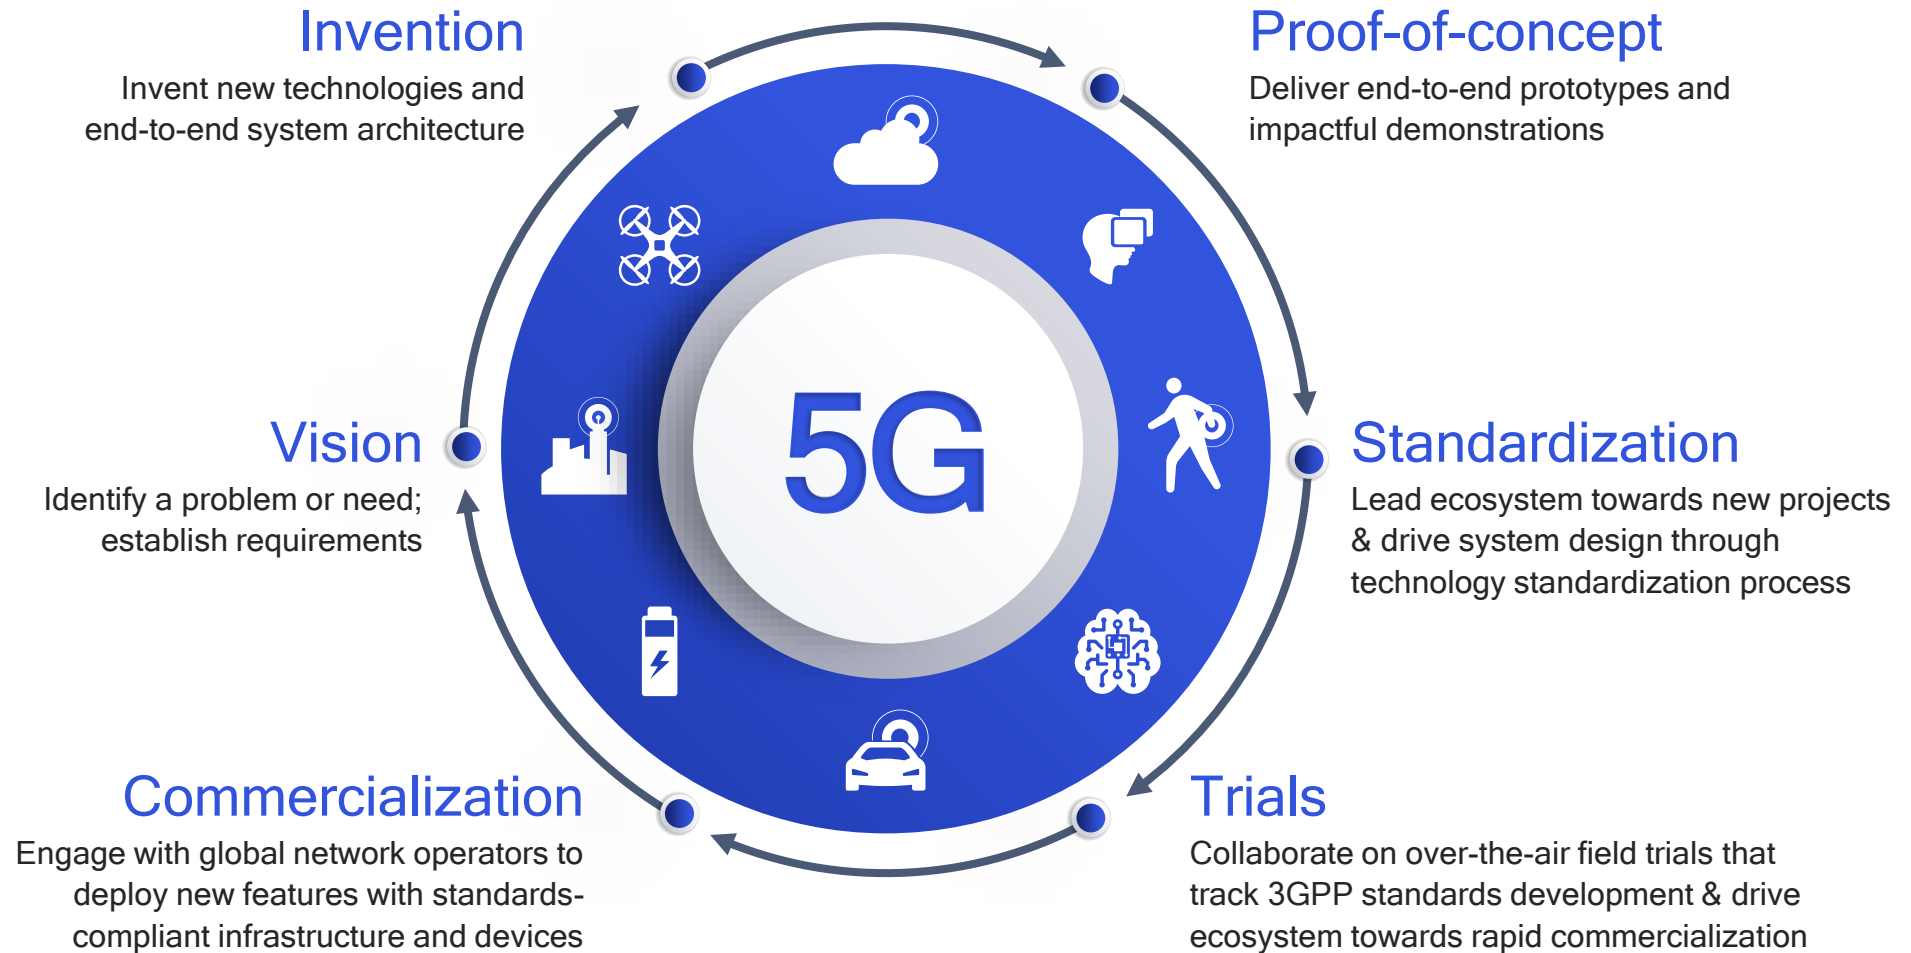 Invention
Invent new technologies and
end-to-end system architecture
Proof-of-concept
Deliver end-to-end prototypes and
impactful demonstrations
5G
Vision
Identify a problem or need;
establish requirements
Standardization
Lead ecosystem towards new projects
& drive system design through
technology standardization process
Commercialization
Engage with global network operators to
deploy new features with standards-
compliant infrastructure and devices
Trials
Collaborate on over-the-air field trials that
track 3GPP standards development & drive
ecosystem towards rapid commercialization